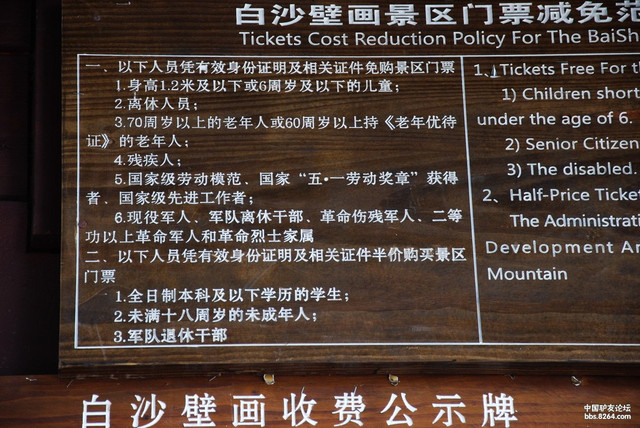 白沙壁画景区门票减免范
Tickets Cost Reduction Policy For The BaiSh
一、以下人员凭有效身份证明及相关证件免购景区门票
1.身高1.2米及以下或6周岁及以下的儿童；
2.离休人员；
3.70周岁以上的老年人或60周岁以上持《老年优待
证》的老年人；
4.残疾人；
5.国家级劳动模范、国家“五·一劳动奖章”获得
者、国家级先进工作者；
6.现役军人、军队离休干部、革命伤残军人、二等
功以上革命军人和革命烈士家属
二、以下人员凭有效身份证明及相关证件半价购买景区
门票
1.全日制本科及以下学历的学生；
2.未满十八周岁的未成年人；
3.军队退休干部
1、Tickets Free For th
1) Children short
under the age of 6.
2) Senior Citizen
3) The disabled.
2、Half-Price Ticket
The Administrati
Development An
Mountain
白沙壁画收费公示牌
中国驴友论坛
bbs.8264.com